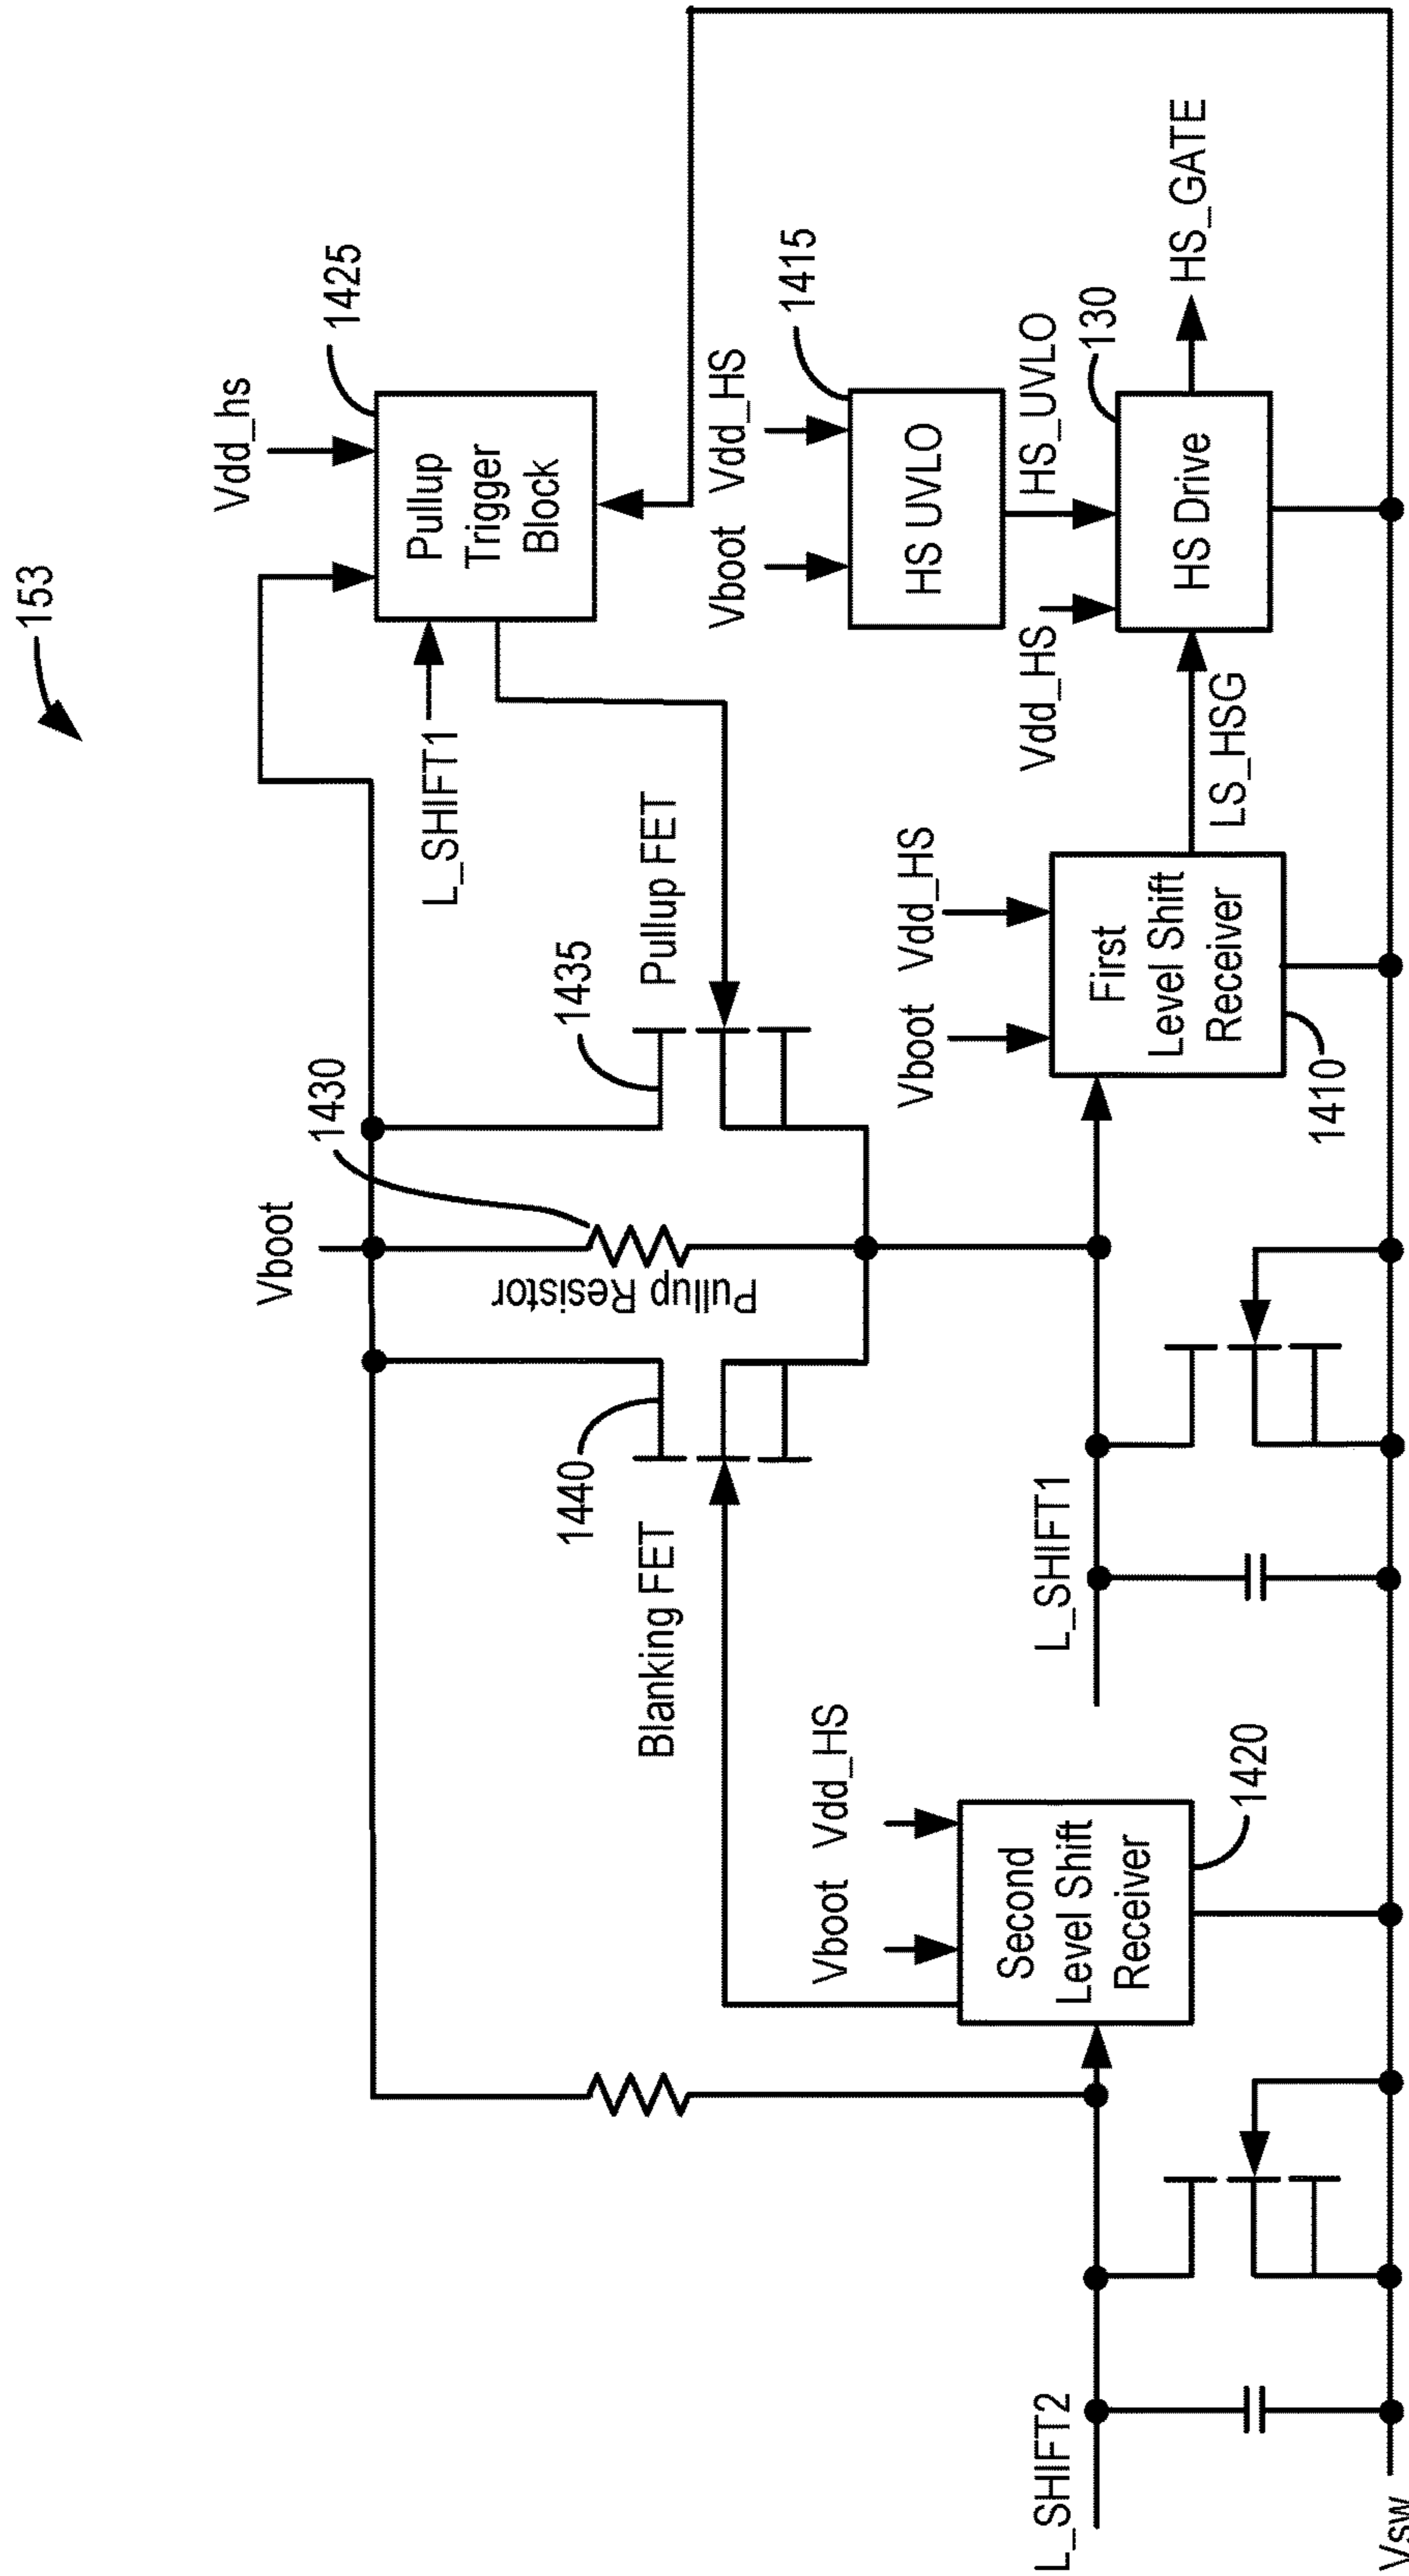 153
Vdd_hs
1425
Pullup
Trigger
Block
L_SHIFT1
Vboot
1430
Pullup Resistor
1435
Pullup FET
1440
Blanking FET
Vboot
Vdd_HS
1415
HS UVLO
HS_UVLO
Vboot
Vdd_HS
Second
Level Shift
Receiver
1420
Vboot
Vdd_HS
First
Level Shift
Receiver
1410
LS_HSG
Vdd_HS
130
HS Drive
HS_GATE
L_SHIFT2
L_SHIFT1
Vsw